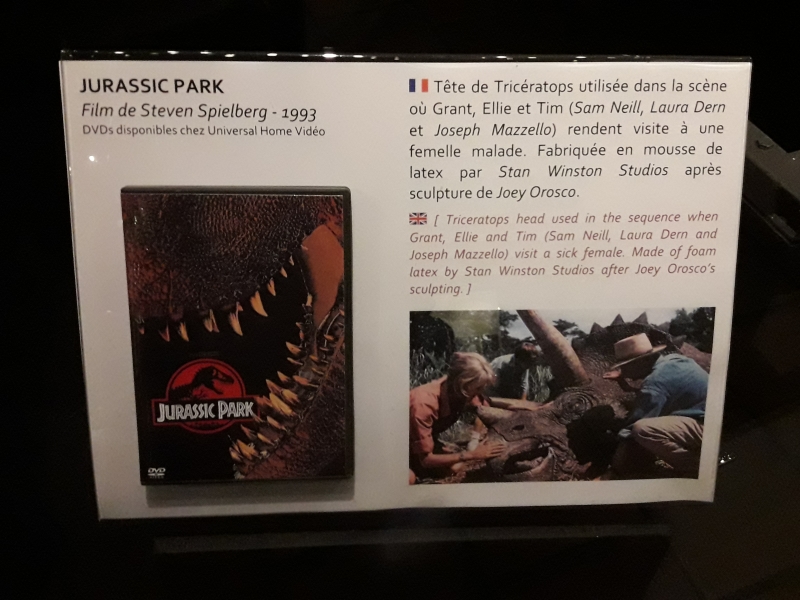 JURASSIC PARK
Film de Steven Spielberg - 1993
DVDs disponibles chez Universal Home Vidéo
JURASSIC PARK
DVD
Tête de Tricératops utilisée dans la scène
où Grant, Ellie et Tim (Sam Neill, Laura Dern
et Joseph Mazzello) rendent visite à une
femelle malade. Fabriquée en mousse de
latex par Stan Winston Studios après
sculpture de Joey Orosco.
[ Triceratops head used in the sequence when
Grant, Ellie and Tim (Sam Neill, Laura Dern and
Joseph Mazzello) visit a sick female. Made of foam
latex by Stan Winston Studios after Joey Orosco's
sculpting. ]